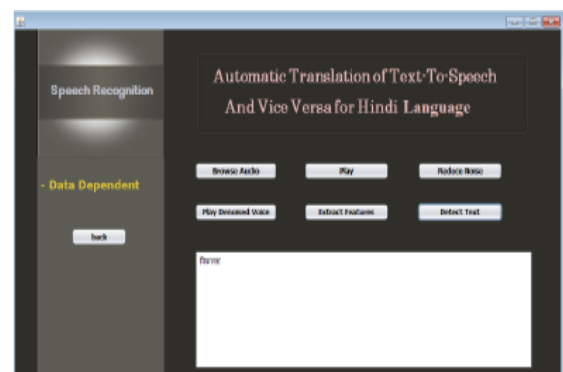 Speech Recognition
Automatic Translation of Text-To-Speech
And Vice Versa for Hindi Language
- Data Dependent
Browse Audio
Play
Reduce Noise
Play Denoised Voice
Extract Features
Detect Text
back